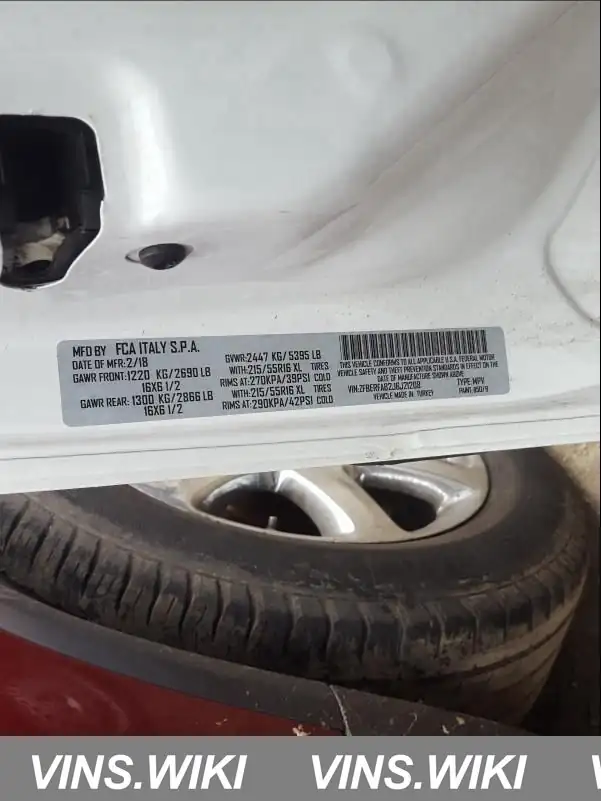 MFD BY FCA ITALY S.P.A.
DATE OF MFR:2/18
GAWR FRONT:1220 KG/2690 LB
16X6 1/2
GAWR REAR: 1300 KG/2866 LB
16X6 1/2
GVWR:2447 KG/5395 LB
WITH:215/55R16 XL TIRES
RIMS AT:270KPA/39PSI COLD
WITH:215/55R16 XL TIRES
RIMS AT:290KPA/42PSI COLD
THIS VEHICLE CONFORMS TO ALL APPLICABLE U.S.A. FEDERAL MOTOR
VEHICLE SAFETY, BUMPER, AND THEFT PREVENTION STANDARDS IN EFFECT ON THE
DATE OF MANUFACTURE SHOWN ABOVE.
TYPE:MPV
VEHICLE MADE IN: TURKEY
VINS.WIKI VINS.WIKI